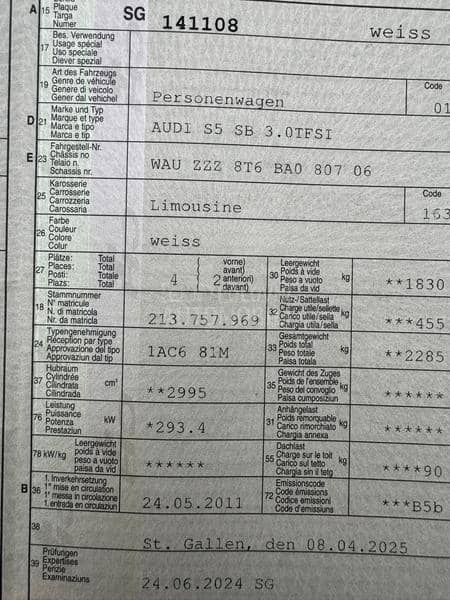 A 15 Plaque SG 141108 weiss
Targa
Numer
17 Bes. Verwendung
Usage spécial
Uso speciale
Diever spezial
19 Art des Fahrzeugs
Genre de véhicule
Genere di veicolo
Gener dal vehichel
Personenwagen
Code
01
D 21 Marke und Typ
Marque et type
Marca e tipo
Marca e tip
AUDI S5 SB 3.0TFSI
E 23 Fahrgestell-Nr.
Châssis no
Telaio n.
Schassis nr.
WAU ZZZ 8T6 BA0 807 06
25 Karosserie
Carrosserie
Carrozzeria
Carossaria
Limousine
Code
163
26 Farbe
Couleur
Colore
Colur
weiss
27 Plätze: Total
Places: Total
Posti: Totale
Plazs: Total
4 2 vorne)
avant)
anteriori)
davant)
30 Leergewicht
Poids à vide
Peso a vuoto
Paisa da vid
kg **1830
18 Stammnummer
N° matricule
N. di matricola
Nr. da matricla
213.757.969
32 Nutz-/Sattellast
Charge utile/sellette
Carico utile/sella
Chargia utila/sella
kg ***455
24 Typengenehmigung
Réception par type
Approvazione del tipo
Approvaziun dal tip
1AC6 81M
33 Gesamtgewicht
Poids total
Peso totale
Paisa totala
kg **2285
37 Hubraum
Cylindrée
Cilindrata
Cilindrada
cm³ **2995
35 Gewicht des Zuges
Poids de l'ensemble
Peso del convoglio
Paisa cumposiziun
kg ******
76 Leistung
Puissance
Potenza
Prestaziun
kW *293.4
31 Anhängelast
Poids remorquable
Carico rimorchiato
Chargia annexa
kg ******
78 kW/kg Leergewicht
poids à vide
peso a vuoto
paisa da vid
******
55 Dachlast
Charge sur le toit
Carico sul tetto
Chargia sin il tetg
kg ****90
B 36 1. Inverkehrsetzung
1re mise en circulation
1a messa in circolazione
1. entrada en circulaziun
24.05.2011
72 Emissionscode
Code émissions
Codice emissioni
Code d'emissiuns
***B5b
38
St. Gallen, den 08.04.2025
39 Prüfungen
Expertises
Perizie
Examinaziuns
24.06.2024 SG